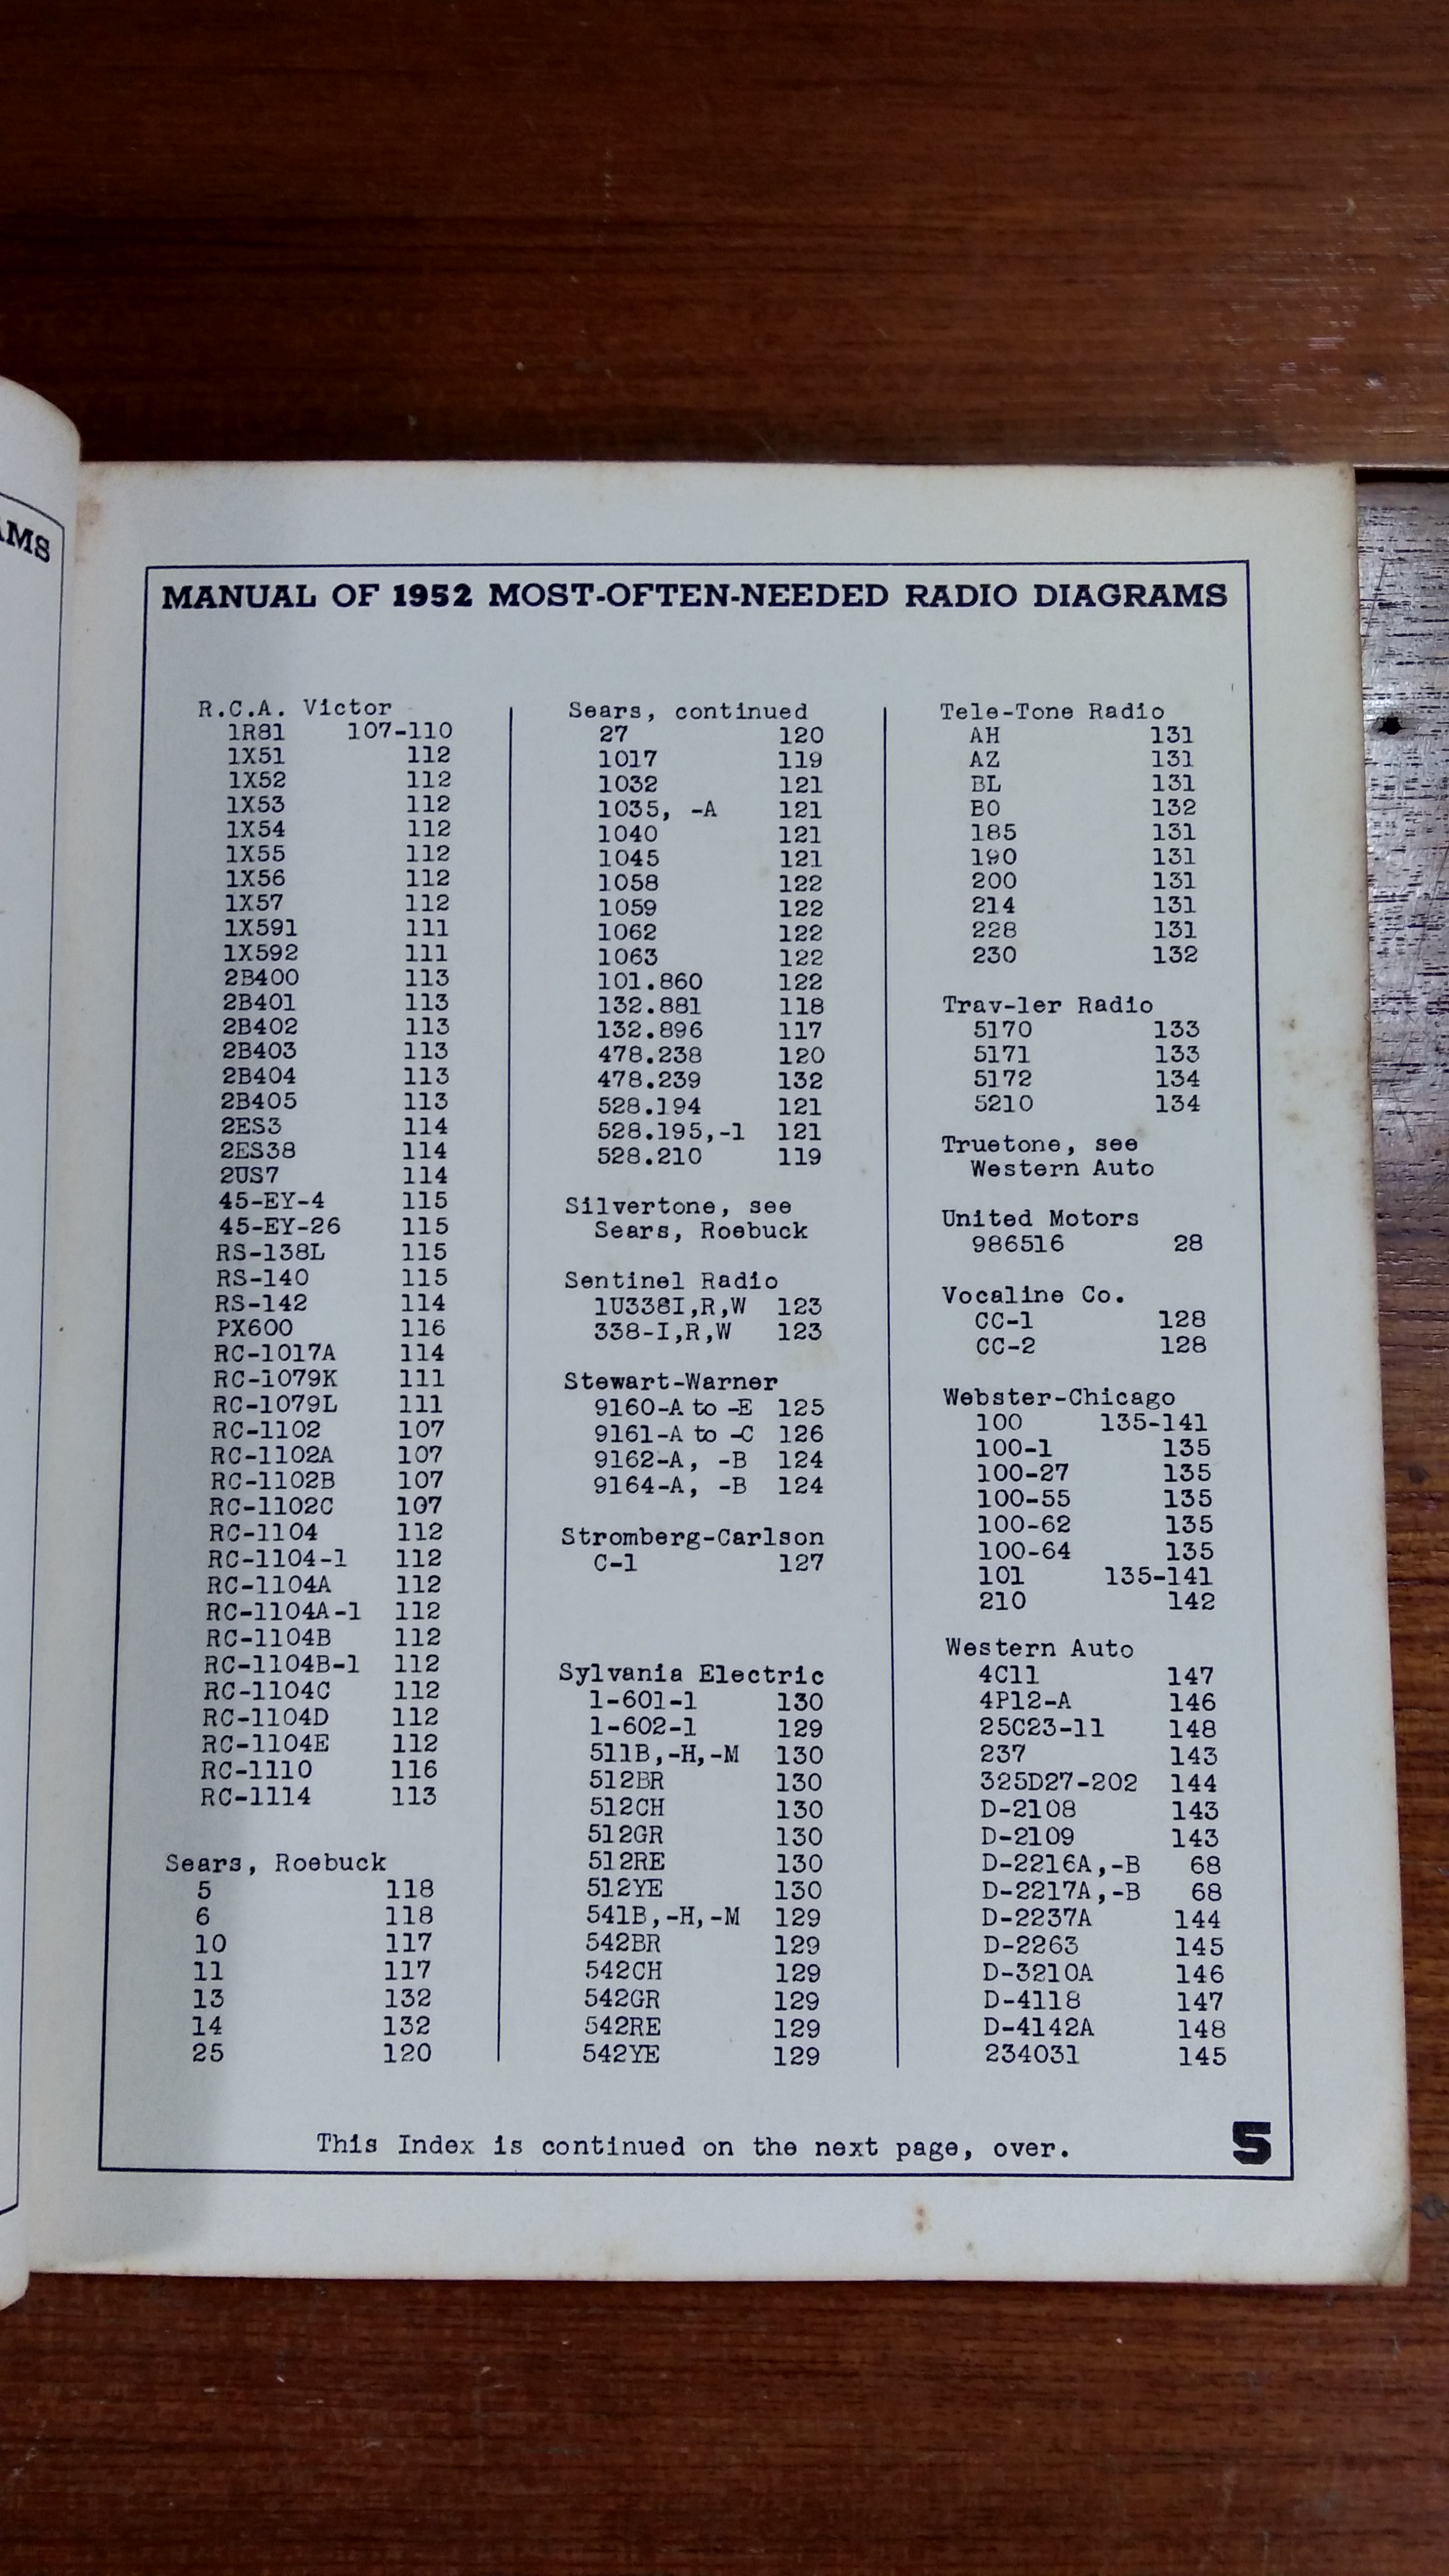 AMS
MANUAL OF 1952 MOST-OFTEN-NEEDED RADIO DIAGRAMS
R.C.A. Victor
1R81 107-110
1X51 112
1X52 112
1X53 112
1X54 112
1X55 112
1X56 112
1X57 112
1X591 111
1X592 111
2B400 113
2B401 113
2B402 113
2B403 113
2B404 113
2B405 113
2ES3 114
2ES38 114
2US7 114
45-EY-4 115
45-EY-26 115
RS-138L 115
RS-140 115
RS-142 114
PX600 116
RC-1017A 114
RC-1079K 111
RC-1079L 111
RC-1102 107
RC-1102A 107
RC-1102B 107
RC-1102C 107
RC-1104 112
RC-1104-1 112
RC-1104A 112
RC-1104A-1 112
RC-1104B 112
RC-1104B-1 112
RC-1104C 112
RC-1104D 112
RC-1104E 112
RC-1110 116
RC-1114 113
Sears, Roebuck
5 118
6 118
10 117
11 117
13 132
14 132
25 120
Sears, continued
27 120
1017 119
1032 121
1035, -A 121
1040 121
1045 121
1058 122
1059 122
1062 122
1063 122
101.860 122
132.881 118
132.896 117
478.238 120
478.239 132
528.194 121
528.195,-1 121
528.210 119
Silvertone, see
Sears, Roebuck
Sentinel Radio
1U338I,R,W 123
338-I,R,W 123
Stewart-Warner
9160-A to -E 125
9161-A to -C 126
9162-A, -B 124
9164-A, -B 124
Stromberg-Carlson
C-1 127
Sylvania Electric
1-601-1 130
1-602-1 129
511B,-H,-M 130
512BR 130
512CH 130
512GR 130
512RE 130
512YE 130
541B,-H,-M 129
542BR 129
542CH 129
542GR 129
542RE 129
542YE 129
Tele-Tone Radio
AH 131
AZ 131
BL 131
BO 132
185 131
190 131
200 131
214 131
228 131
230 132
Trav-ler Radio
5170 133
5171 133
5172 134
5210 134
Truetone, see
Western Auto
United Motors
986516 28
Vocaline Co.
CC-1 128
CC-2 128
Webster-Chicago
100 135-141
100-1 135
100-27 135
100-55 135
100-62 135
100-64 135
101 135-141
210 142
Western Auto
4C11 147
4P12-A 146
25C23-11 148
237 143
325D27-202 144
D-2108 143
D-2109 143
D-2216A,-B 68
D-2217A,-B 68
D-2237A 144
D-2263 145
D-3210A 146
D-4118 147
D-4142A 148
234031 145
This Index is continued on the next page, over.
5